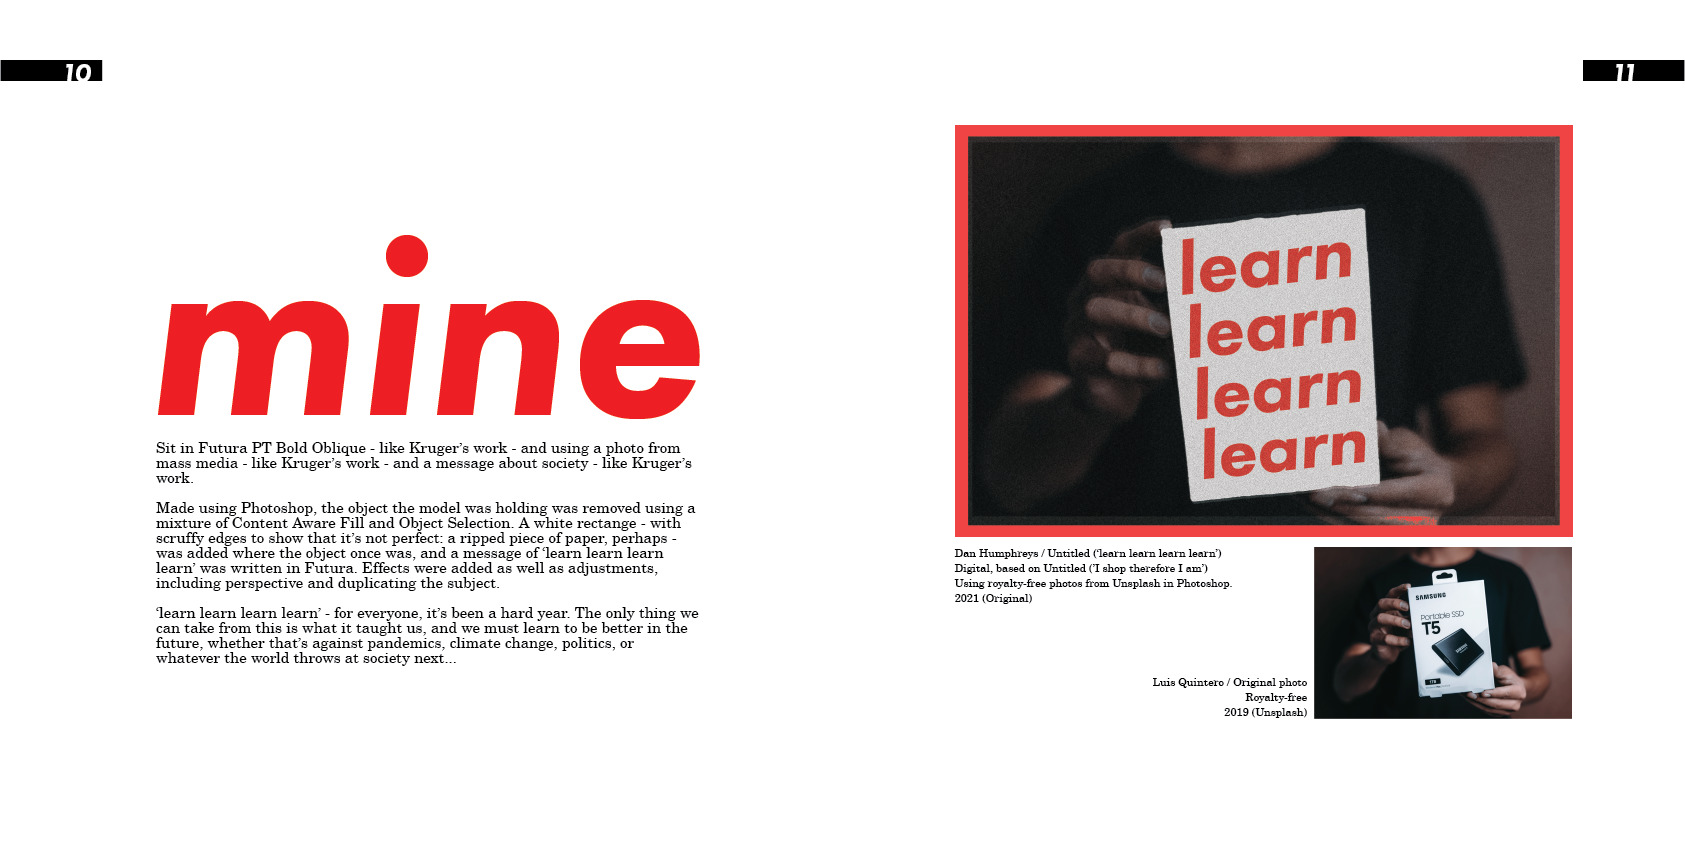 10
11
mine
Sit in Futura PT Bold Oblique - like Kruger’s work - and using a photo from
mass media - like Kruger’s work - and a message about society - like Kruger’s
work.
Made using Photoshop, the object the model was holding was removed using a
mixture of Content Aware Fill and Object Selection. A white rectange - with
scruffy edges to show that it’s not perfect: a ripped piece of paper, perhaps -
was added where the object once was, and a message of ‘learn learn learn
learn’ was written in Futura. Effects were added as well as adjustments,
including perspective and duplicating the subject.
‘learn learn learn learn’ - for everyone, it’s been a hard year. The only thing we
can take from this is what it taught us, and we must learn to be better in the
future, whether that’s against pandemics, climate change, politics, or
whatever the world throws at society next...
learn
learn
learn
learn
Dan Humphreys / Untitled (‘learn learn learn learn’)
Digital, based on Untitled (’I shop therefore I am’)
Using royalty-free photos from Unsplash in Photoshop.
2021 (Original)
SAMSUNG
Portable SSD
T5
SAMSUNG
1TB
Luis Quintero / Original photo
Royalty-free
2019 (Unsplash)